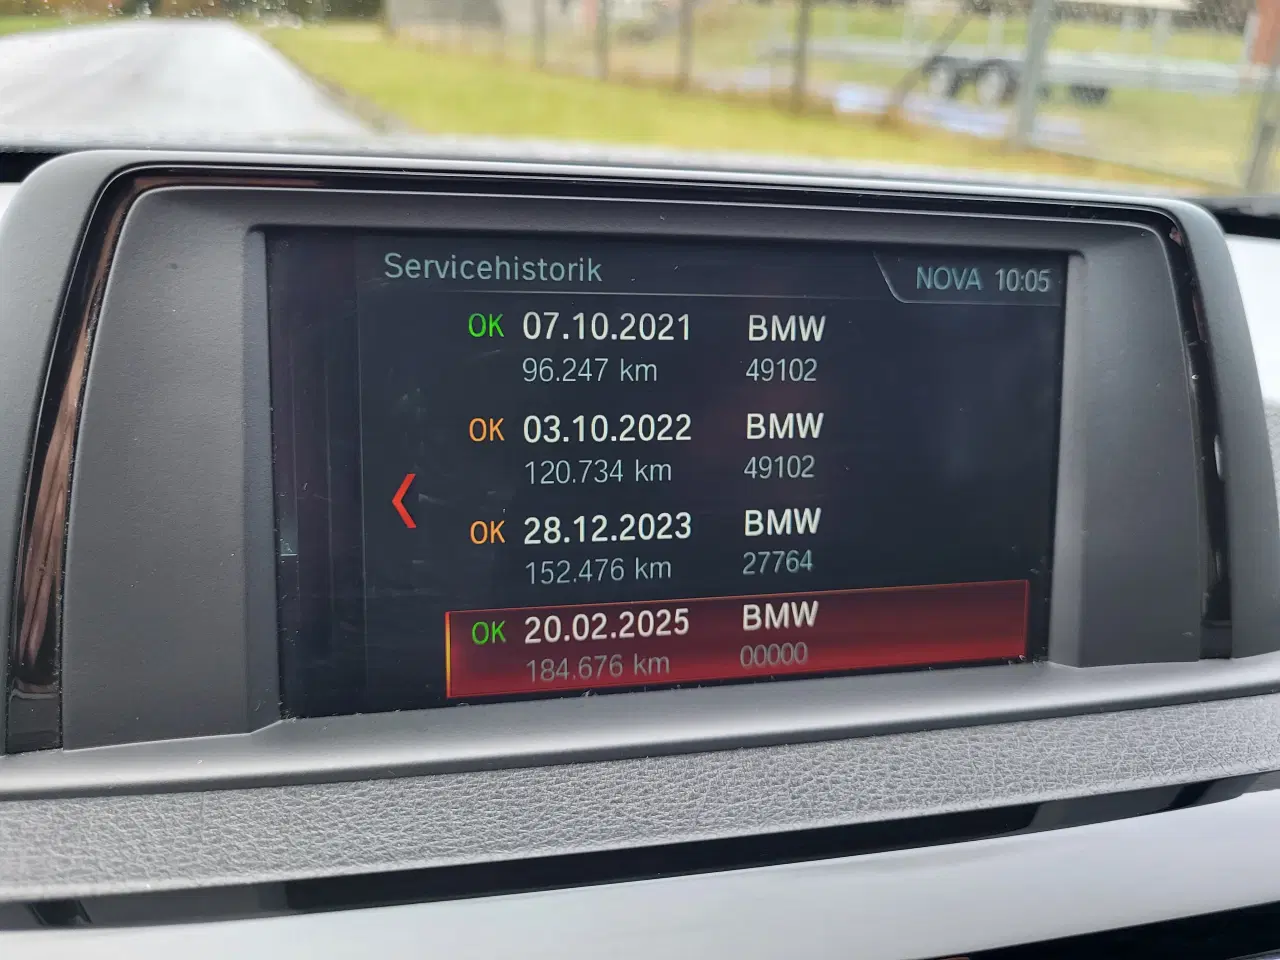 Servicehistorik NOVA 10:05
OK 07.10.2021 BMW
96.247 km 49102
OK 03.10.2022 BMW
120.734 km 49102
OK 28.12.2023 BMW
152.476 km 27764
OK 20.02.2025 BMW
184.676 km 00000